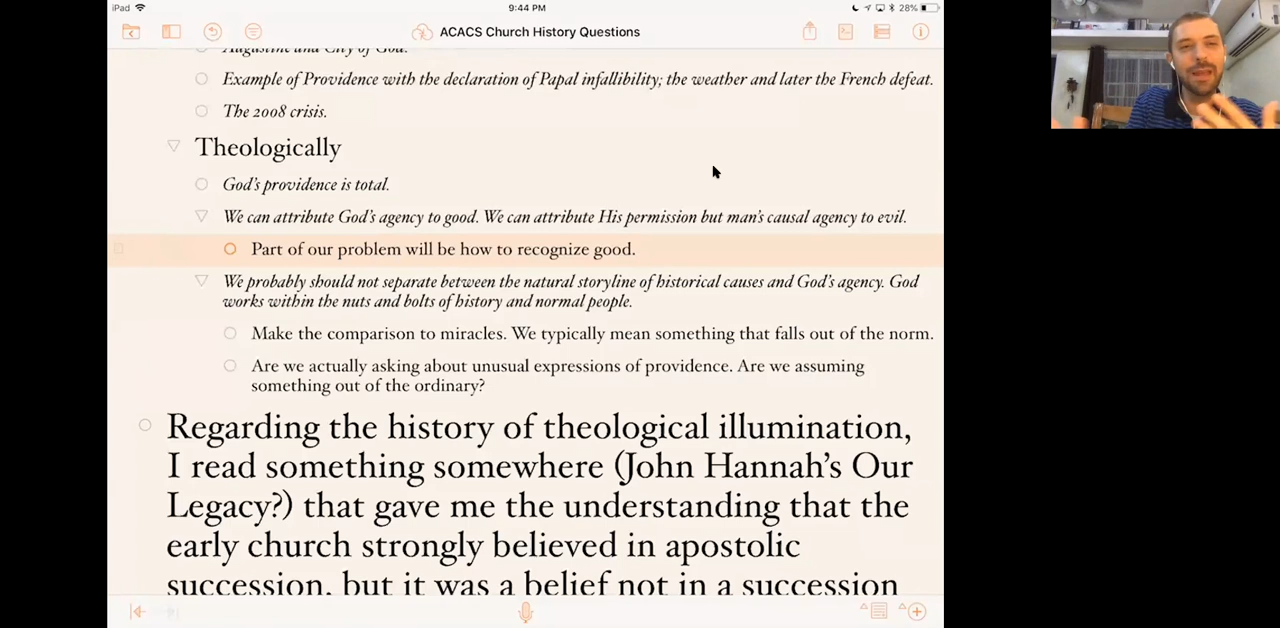 iPad
9:44 PM
28%
ACACS Church History Questions
Augustine and City of God.
Example of Providence with the declaration of Papal infallibility; the weather and later the French defeat.
The 2008 crisis.
Theologically
God's providence is total.
We can attribute God's agency to good. We can attribute His permission but man's causal agency to evil.
Part of our problem will be how to recognize good.
We probably should not separate between the natural storyline of historical causes and God's agency. God
works within the nuts and bolts of history and normal people.
Make the comparison to miracles. We typically mean something that falls out of the norm.
Are we actually asking about unusual expressions of providence. Are we assuming
something out of the ordinary?
Regarding the history of theological illumination,
I read something somewhere (John Hannah's Our
Legacy?) that gave me the understanding that the
early church strongly believed in apostolic
succession, but it was a belief not in a succession